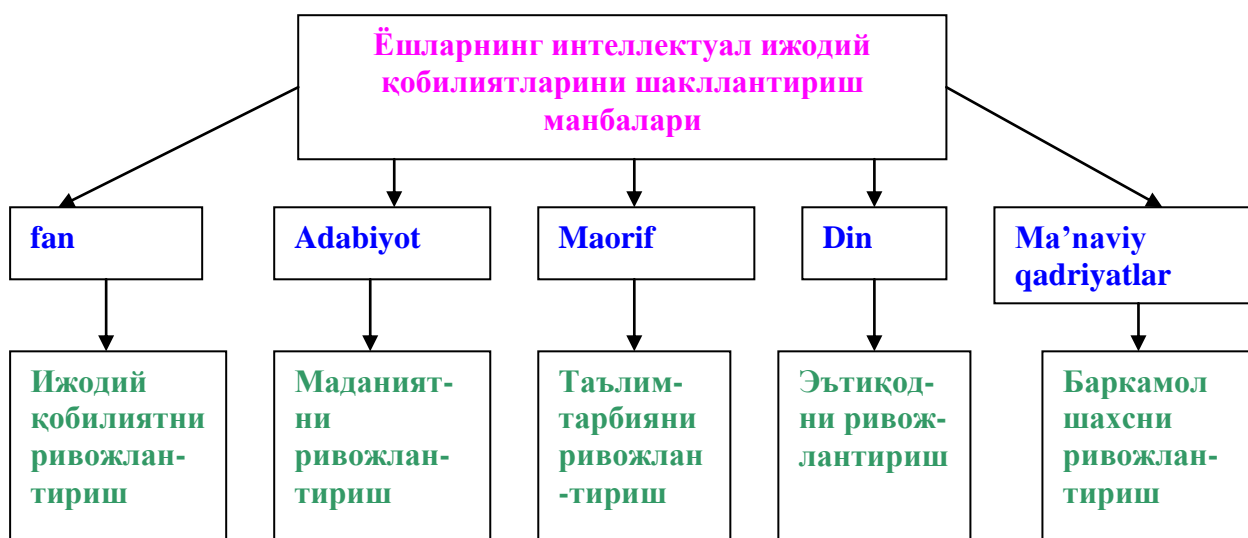 Ёшларнинг интеллектуал ижодий
қобилиятларини шакллантириш
манбалари
fan
Adabiyot
Maorif
Din
Ma’naviy
qadriyatlar
Ижодий
қобилиятни
ривожлан-
тириш
Маданият-
ни
ривожлан-
тириш
Таълим-
тарбияни
ривожлан
-тириш
Эътиқод-
ни ривож-
лантириш
Баркамол
шахсни
ривожлан-
тириш